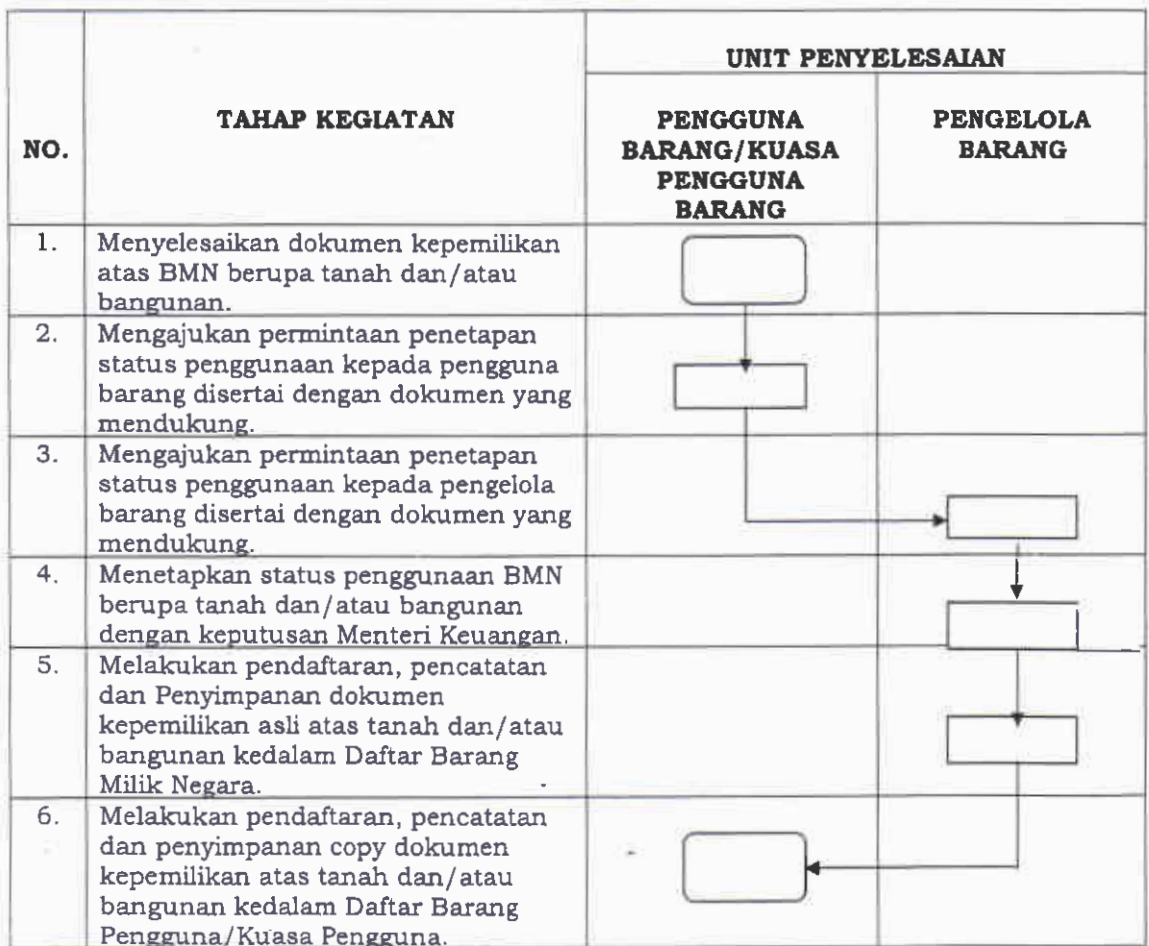 UNIT PENYELESAIAN
NO.
TAHAP KEGIATAN
PENGGUNA
BARANG/KUASA
PENGGUNA
BARANG
PENGELOLA
BARANG
1.
Menyelesaikan dokumen kepemilikan
atas BMN berupa tanah dan/atau
bangunan.
2.
Mengajukan permintaan penetapan
status penggunaan kepada pengguna
barang disertai dengan dokumen yang
mendukung.
3.
Mengajukan permintaan penetapan
status penggunaan kepada pengelola
barang disertai dengan dokumen yang
mendukung.
4.
Menetapkan status penggunaan BMN
berupa tanah dan/atau bangunan
dengan keputusan Menteri Keuangan.
5.
Melakukan pendaftaran, pencatatan
dan Penyimpanan dokumen
kepemilikan asli atas tanah dan/atau
bangunan kedalam Daftar Barang
Milik Negara.
6.
Melakukan pendaftaran, pencatatan
dan penyimpanan copy dokumen
kepemilikan atas tanah dan/atau
bangunan kedalam Daftar Barang
Pengguna/Kuasa Pengguna.